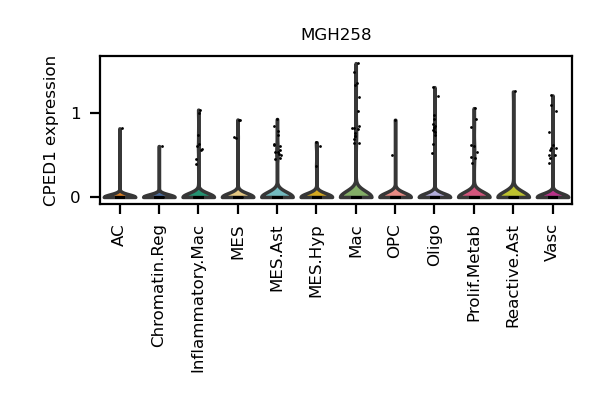 MGH258
CPED1 expression
1
0
AC
Chromatin.Reg
Inflammatory.Mac
MES
MES.Ast
MES.Hyp
Mac
OPC
Oligo
Prolif.Metab
Reactive.Ast
Vasc